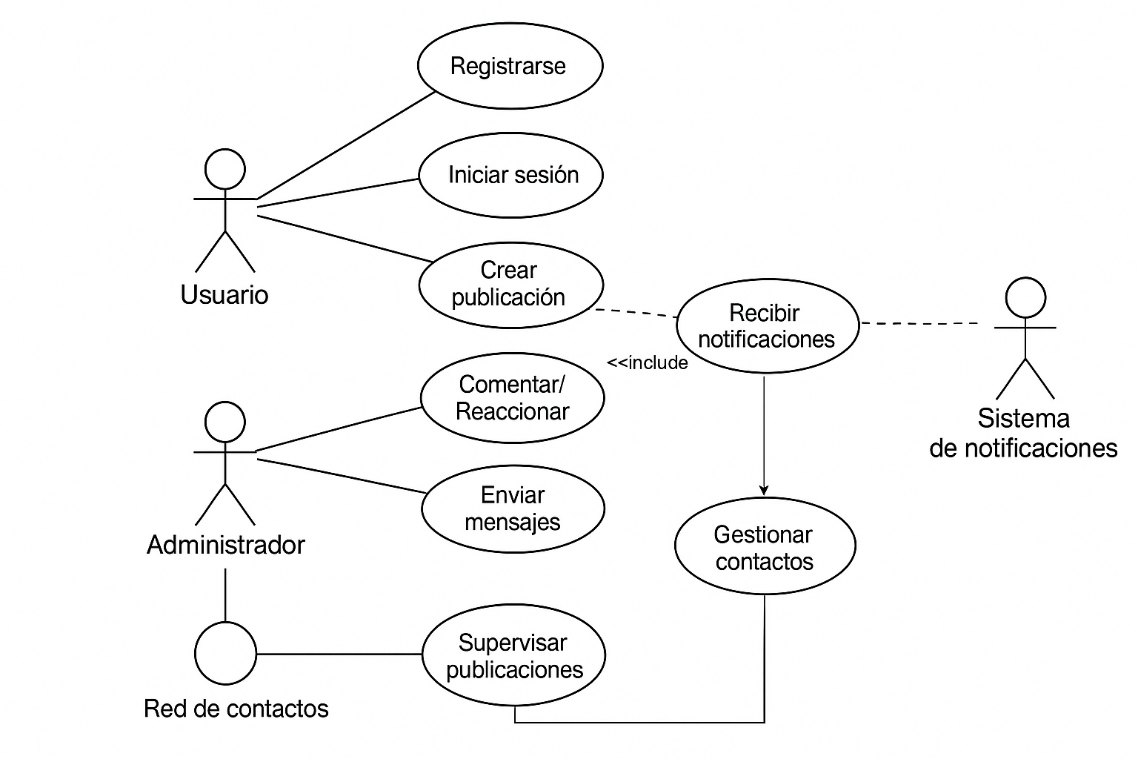 Registrarse
Iniciar sesión
Usuario
Crear
publicación
Recibir
notificaciones
<<include
Sistema
de notificaciones
Comentar/
Reaccionar
Enviar
mensajes
Administrador
Gestionar
contactos
Supervisar
publicaciones
Red de contactos